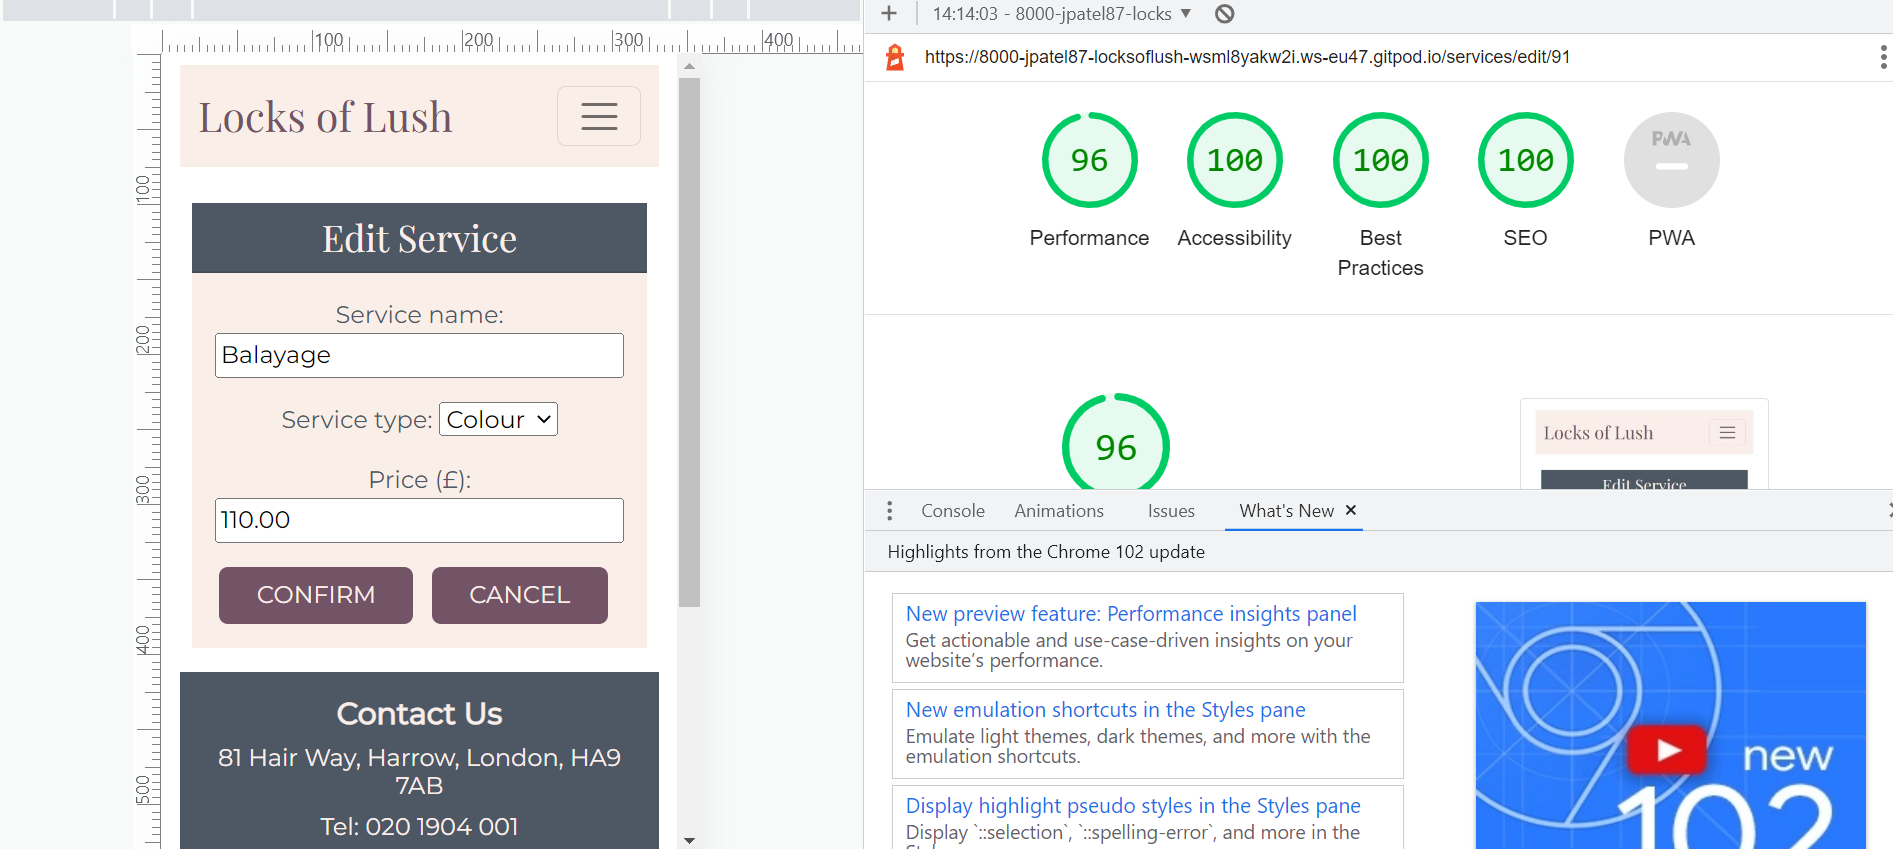 100
200
300
400
100
200
300
400
500
Locks of Lush
Edit Service
Service name:
Balayage
Service type: Colour
Price (£):
110.00
CONFIRM CANCEL
Contact Us
81 Hair Way, Harrow, London, HA9
7AB
Tel: 020 1904 001
14:14:03 - 8000-jpatel87-locks
https://8000-jpatel87-locksoflush-wsml8yakw2i.ws-eu47.gitpod.io/services/edit/91
96 100 100 100 PWA
Performance Accessibility Best
Practices SEO PWA
96
Locks of Lush
Edit Service
Console Animations Issues What's New
Highlights from the Chrome 102 update
New preview feature: Performance insights panel
Get actionable and use-case-driven insights on your
website's performance.
New emulation shortcuts in the Styles pane
Emulate light themes, dark themes, and more with the
emulation shortcuts.
Display highlight pseudo styles in the Styles pane
Display `::selection`, `::spelling-error`, and more in the
new
102